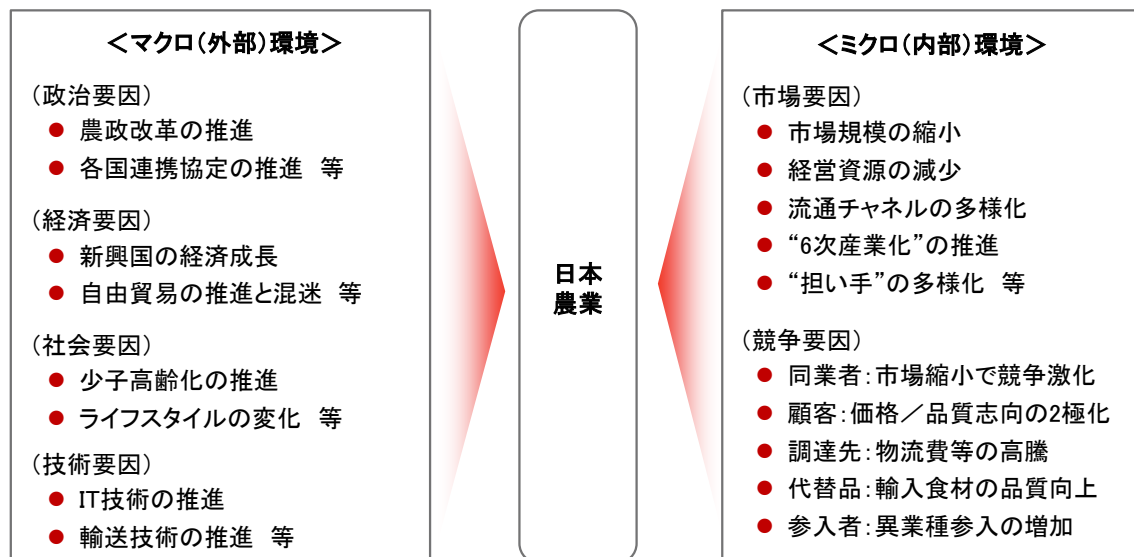 ＜マクロ（外部）環境＞
（政治要因）
● 農政改革の推進
● 各国連携協定の推進　等
（経済要因）
● 新興国の経済成長
● 自由貿易の推進と混迷　等
（社会要因）
● 少子高齢化の推進
● ライフスタイルの変化　等
（技術要因）
● IT技術の推進
● 輸送技術の推進　等
日本
農業
＜ミクロ（内部）環境＞
（市場要因）
● 市場規模の縮小
● 経営資源の減少
● 流通チャネルの多様化
● “6次産業化”の推進
● “担い手”の多様化　等
（競争要因）
● 同業者：市場縮小で競争激化
● 顧客：価格／品質志向の2極化
● 調達先：物流費等の高騰
● 代替品：輸入食材の品質向上
● 参入者：異業種参入の増加